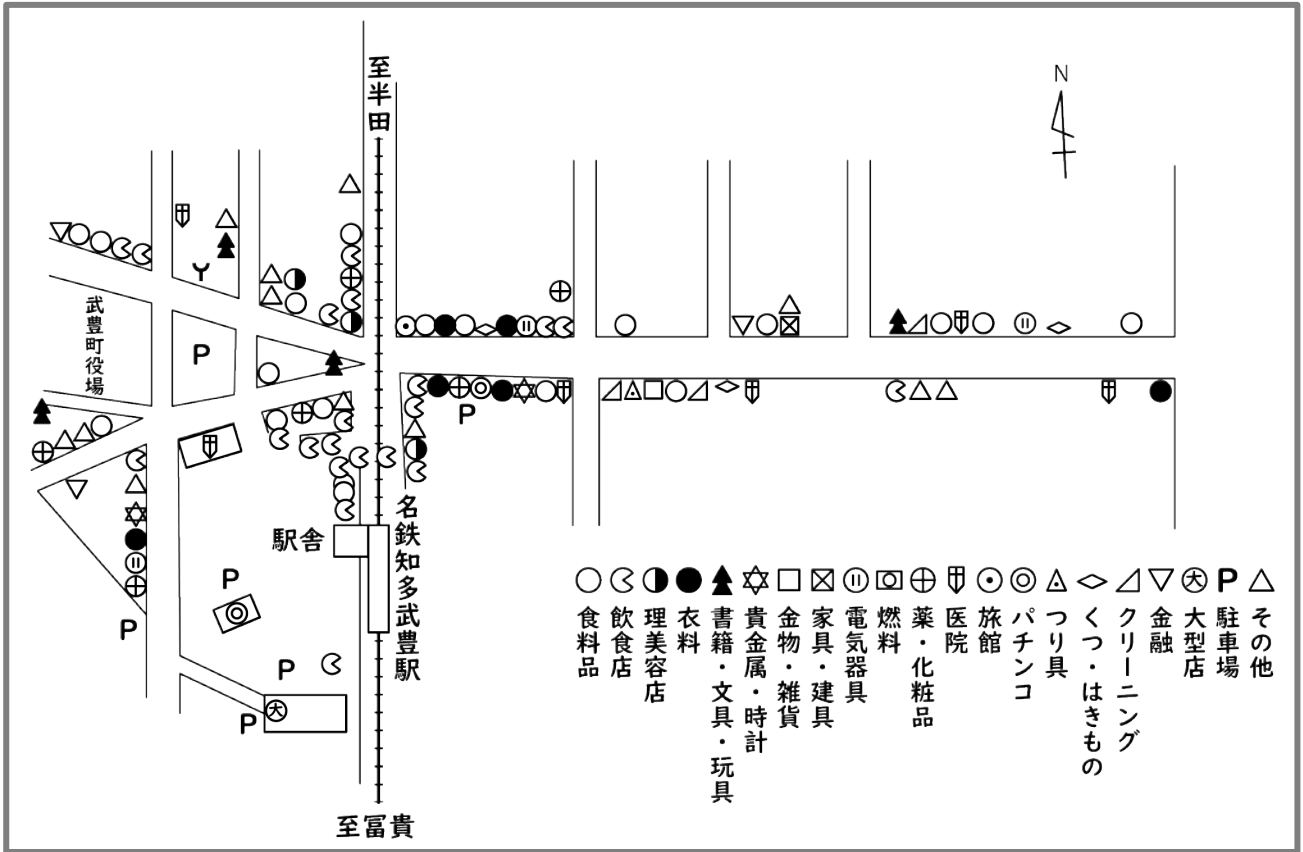 至半田
N
武豊町役場
P
P
駅舎
名鉄知多武豊駅
P
P
P
P
大
至冨貴
食料品
飲食店
理美容店
衣料
書籍・文具・玩具
貴金属・時計
金物・雑貨
家具・建具
電気器具
燃料
薬・化粧品
医院
旅館
パチンコ
つり具
くつ・はきもの
クリーニング
金融
大
大型店
P
駐車場
その他